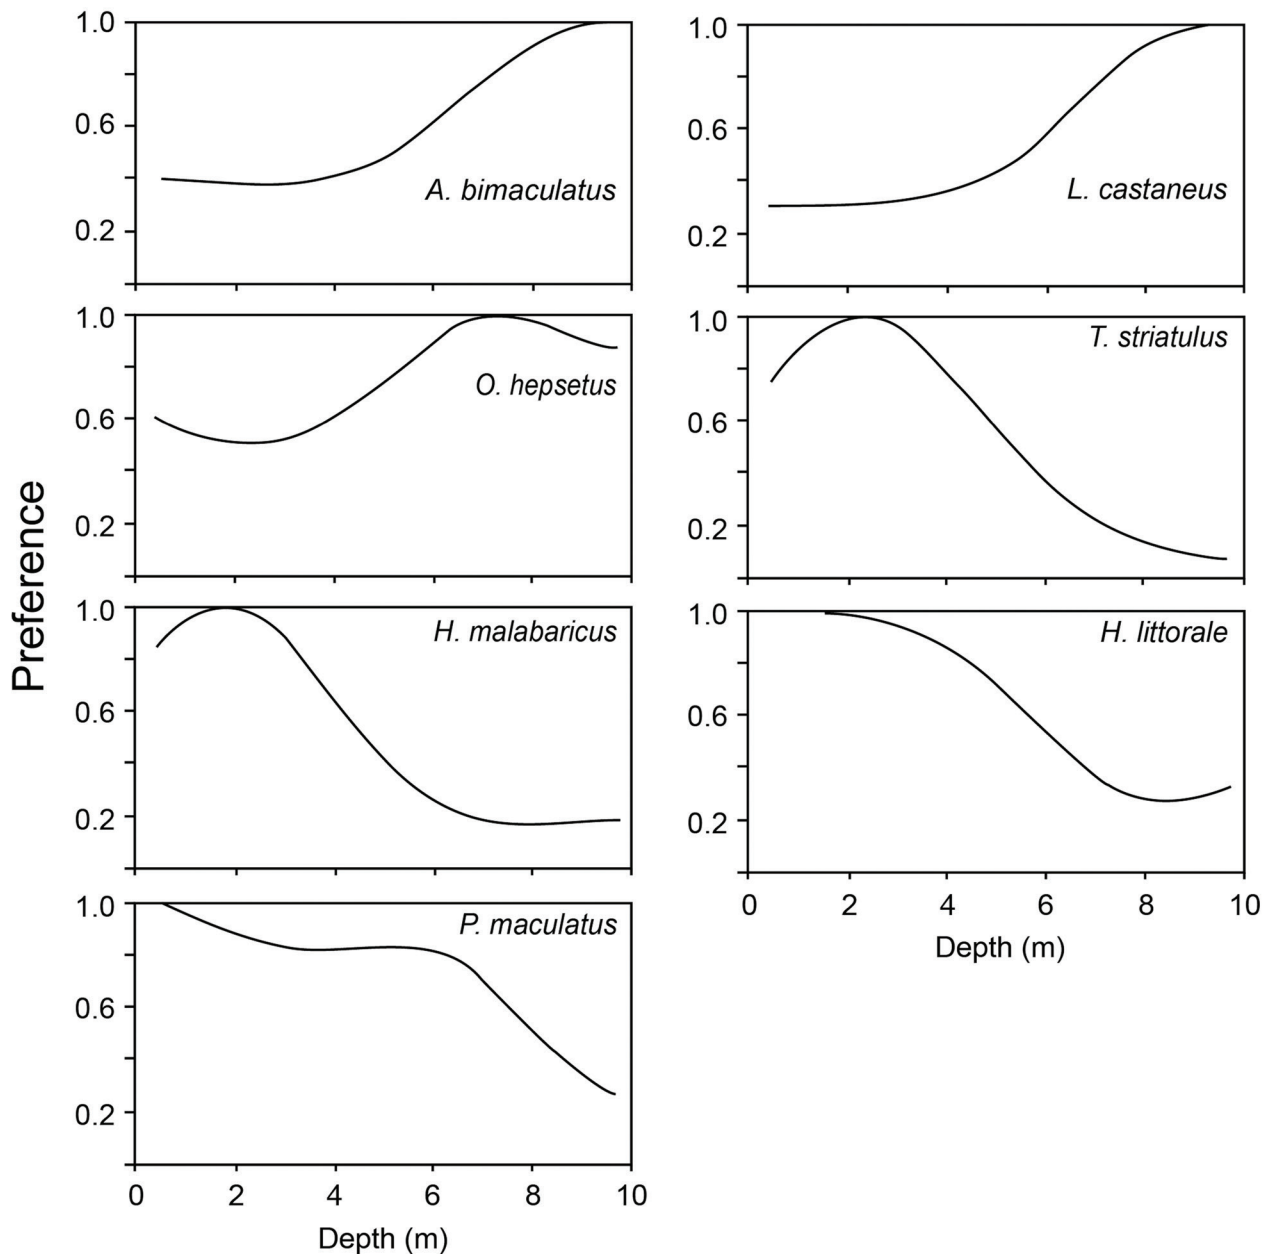 Preference
1.0
0.6
0.2
A. bimaculatus
1.0
0.6
0.2
L. castaneus
1.0
0.6
0.2
O. hepsetus
1.0
0.6
0.2
T. striatulus
1.0
0.6
0.2
H. malabaricus
1.0
0.6
0.2
H. littorale
0 2 4 6 8 10
Depth (m)
1.0
0.6
0.2
P. maculatus
0 2 4 6 8 10
Depth (m)